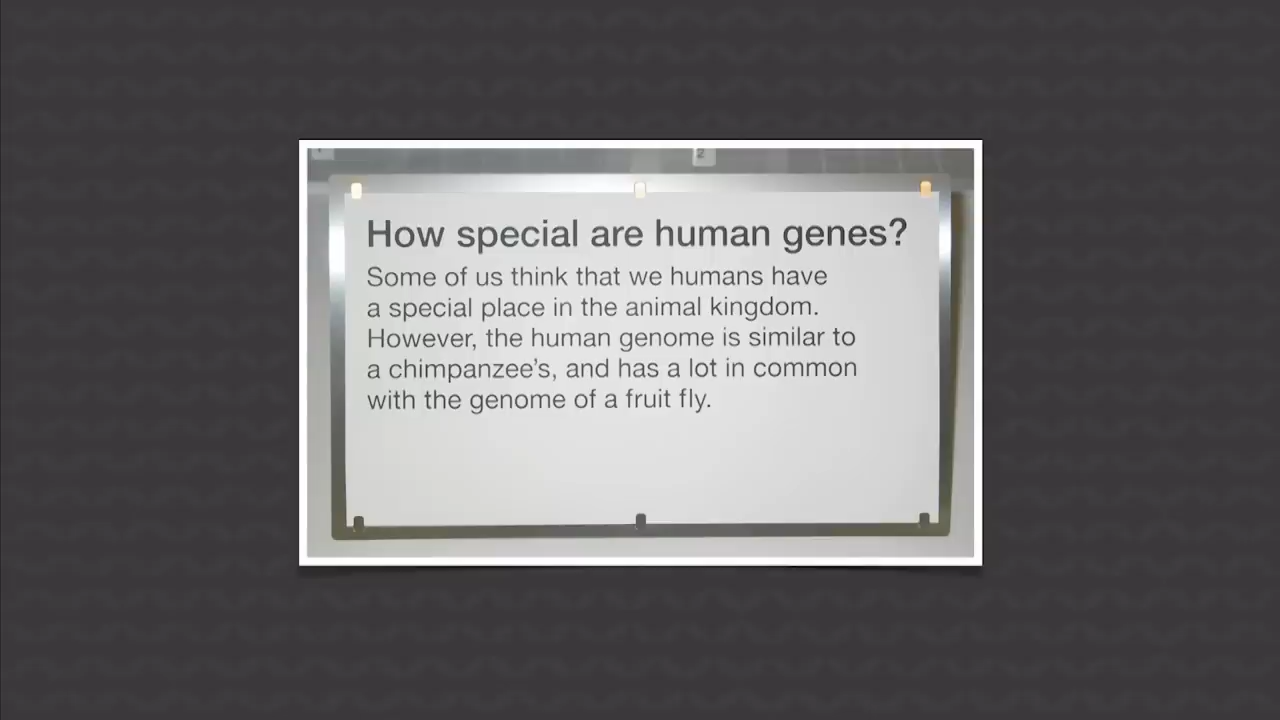 2
How special are human genes?
Some of us think that we humans have
a special place in the animal kingdom.
However, the human genome is similar to
a chimpanzee's, and has a lot in common
with the genome of a fruit fly.